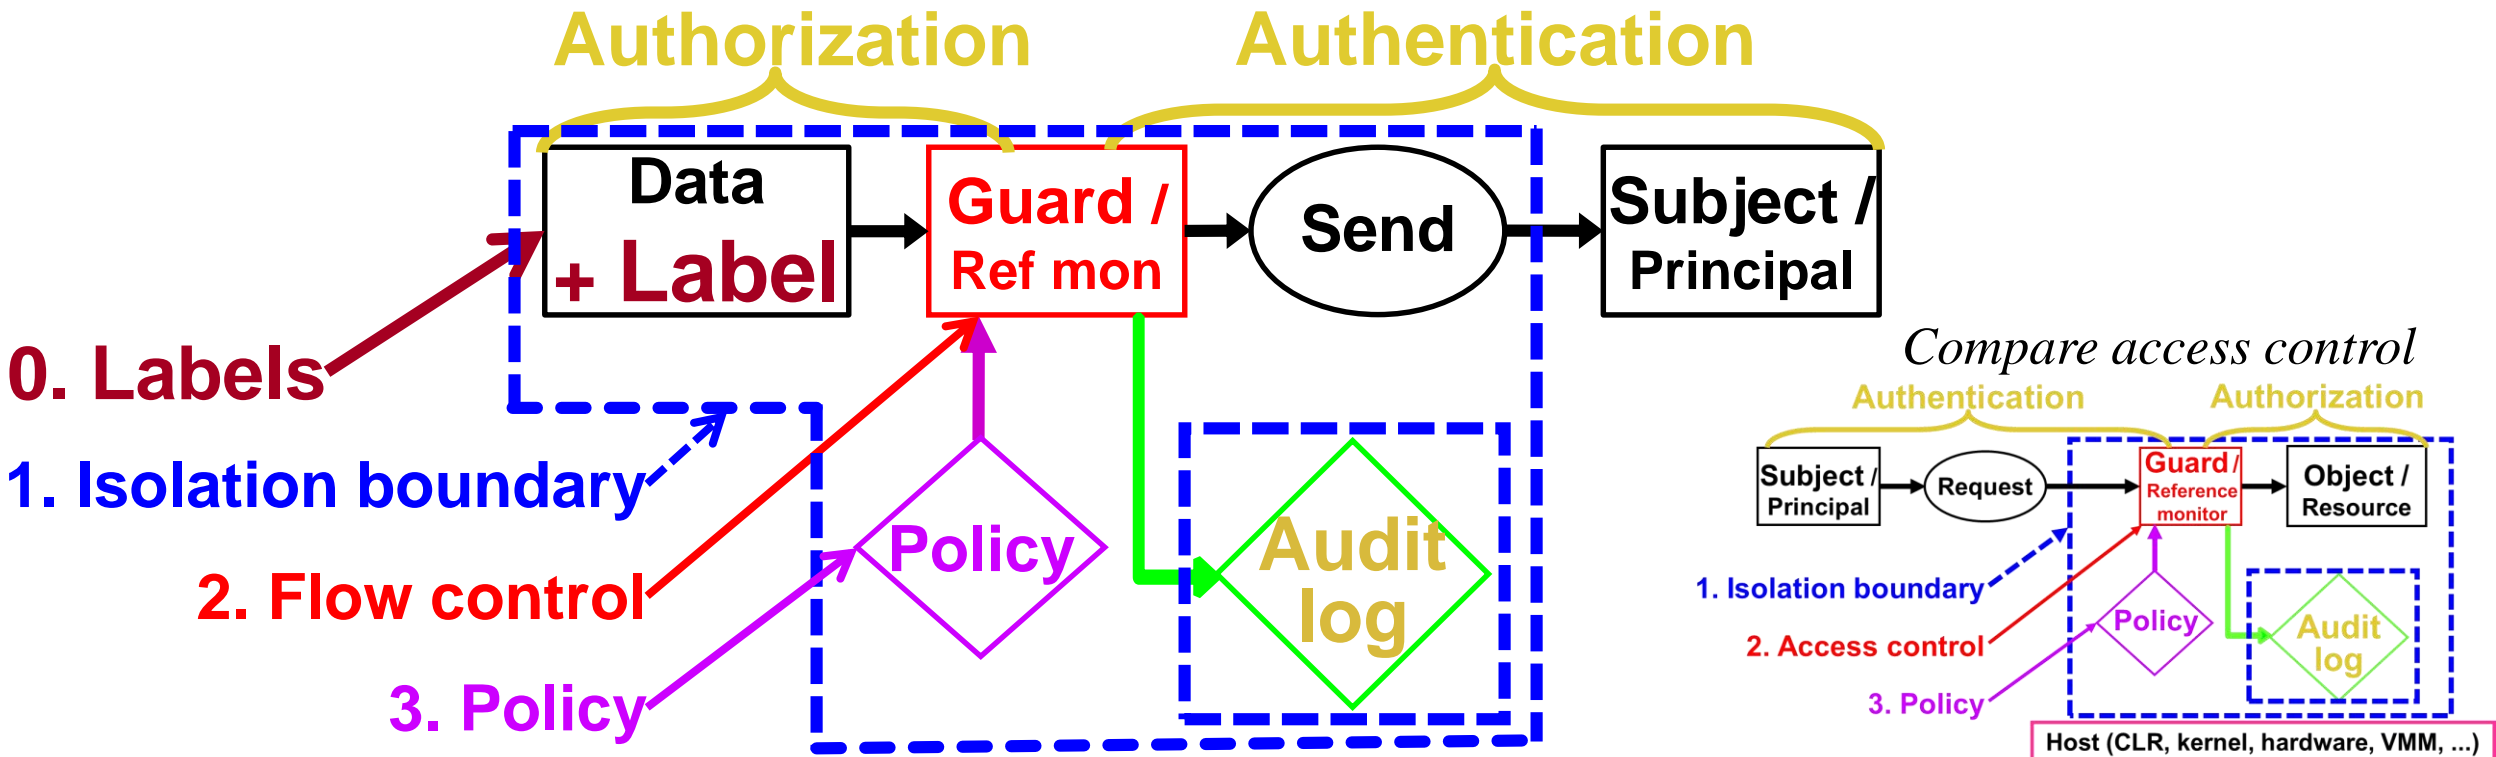 Authorization
Authentication
Data
+ Label
Guard /
Ref mon
Send
Subject /
Principal
0. Labels
1. Isolation boundary
2. Flow control
3. Policy
Policy
Audit
log
Compare access control
Authentication
Authorization
Subject /
Principal
Request
Guard /
Reference
monitor
Object /
Resource
1. Isolation boundary
2. Access control
3. Policy
Policy
Audit
log
Host (CLR, kernel, hardware, VMM, ...)